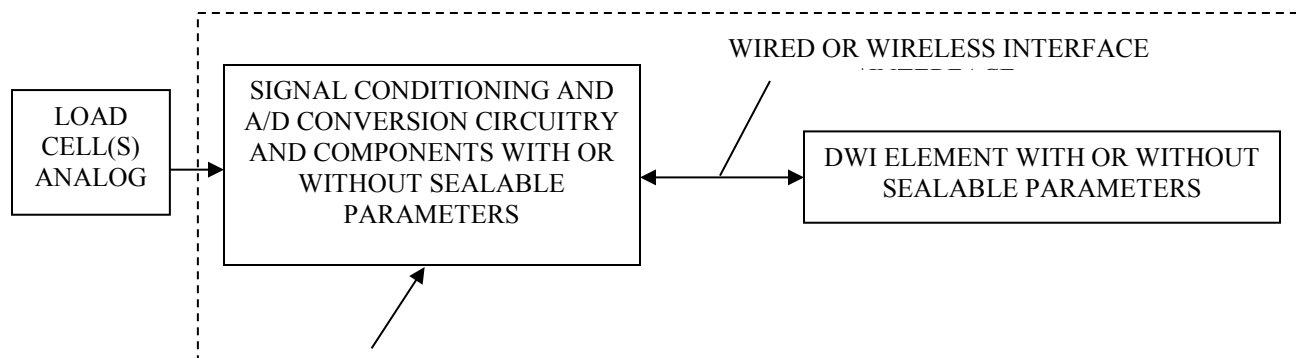 WIRED OR WIRELESS INTERFACE
LOAD
CELL(S)
ANALOG
SIGNAL CONDITIONING AND
A/D CONVERSION CIRCUITRY
AND COMPONENTS WITH OR
WITHOUT SEALABLE
PARAMETERS
DWI ELEMENT WITH OR WITHOUT
SEALABLE PARAMETERS